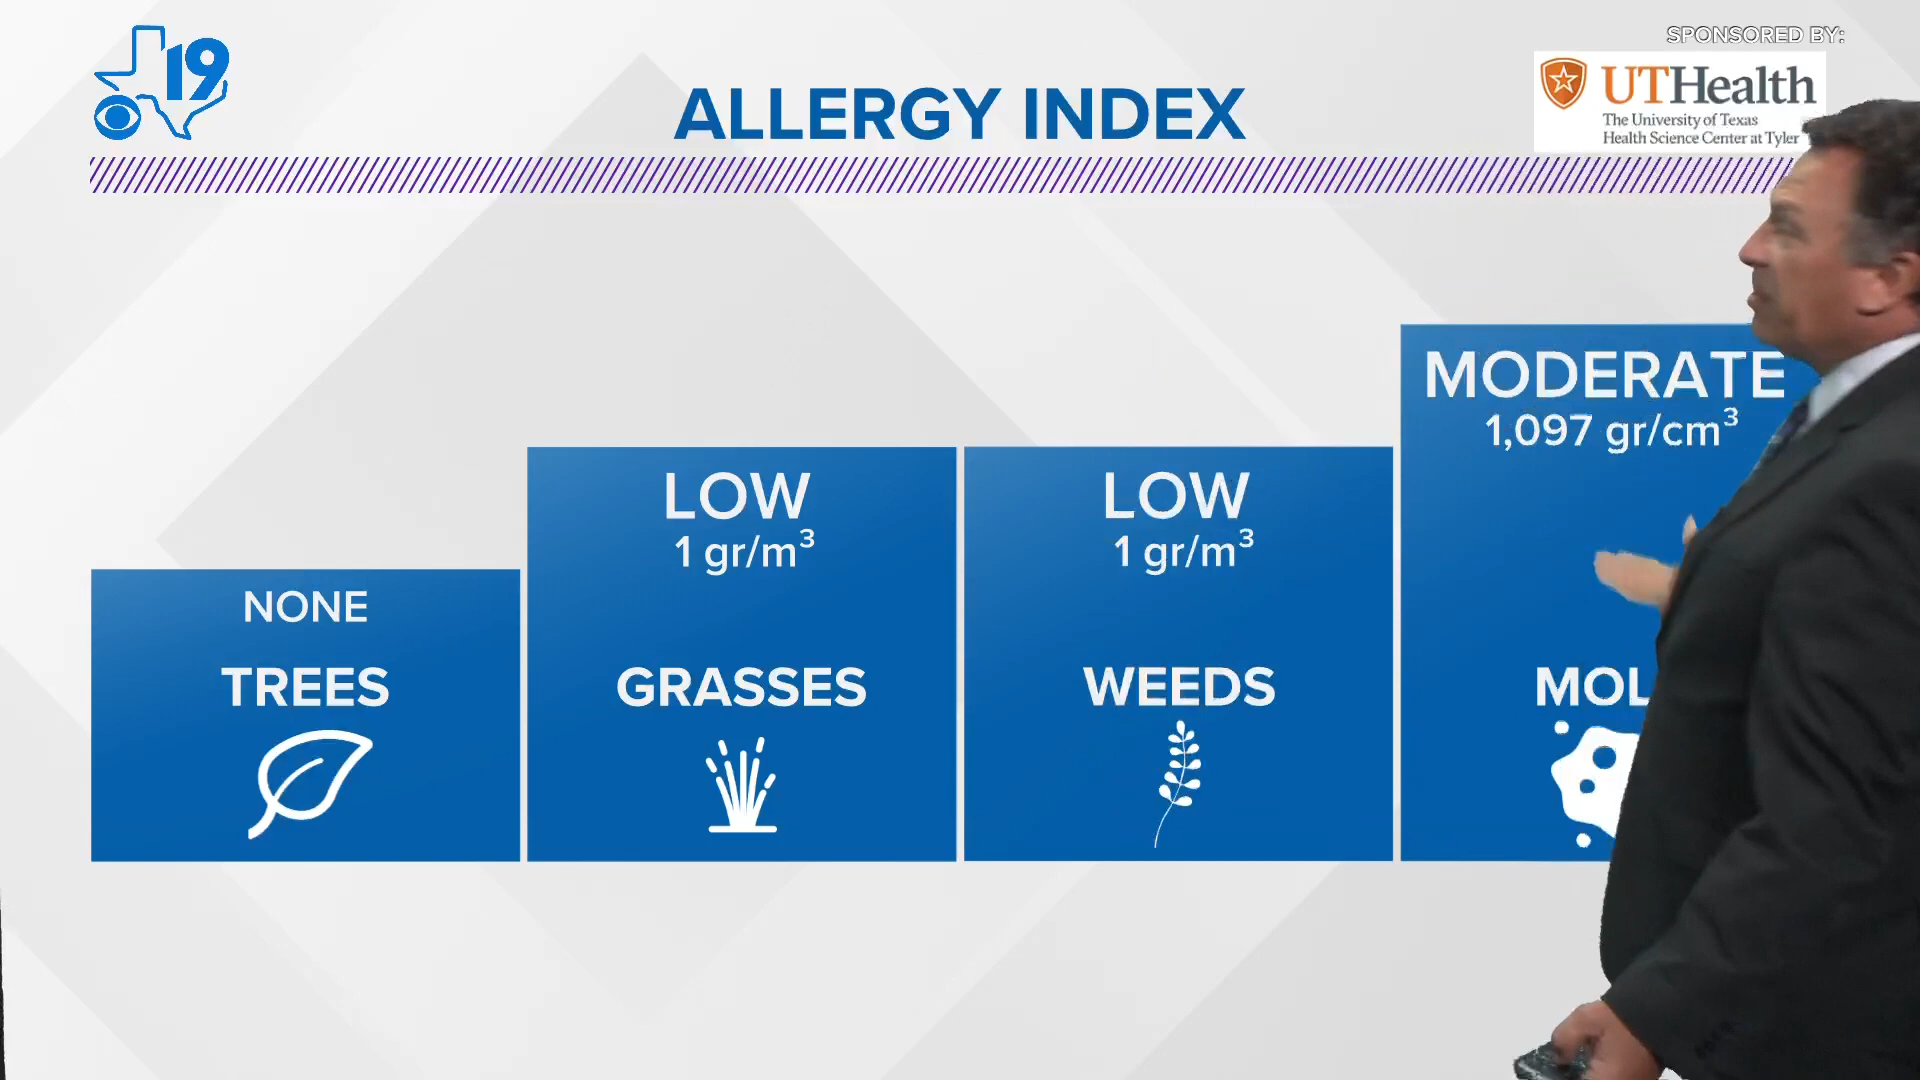 19
ALLERGY INDEX
SPONSORED BY:
UTHealth
The University of Texas
Health Science Center at Tyler
NONE
TREES
LOW
1 gr/m³
GRASSES
LOW
1 gr/m³
WEEDS
MODERATE
1,097 gr/cm³
MOL